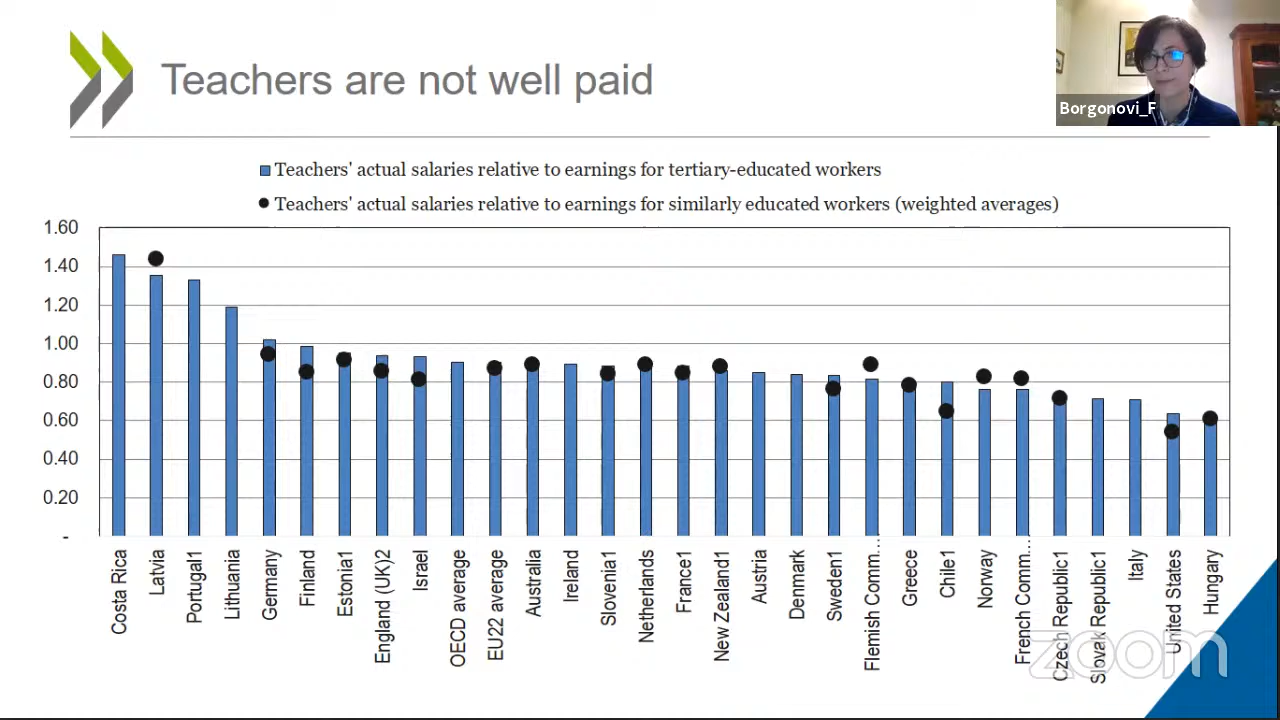 Teachers are not well paid
Borgonovi_F
Teachers' actual salaries relative to earnings for tertiary-educated workers
Teachers' actual salaries relative to earnings for similarly educated workers (weighted averages)
1.60
1.40
1.20
1.00
0.80
0.60
0.40
0.20
-
Costa Rica
Latvia
Portugal1
Lithuania
Germany
Finland
Estonia1
England (UK)2
Israel
OECD average
EU22 average
Australia
Ireland
Slovenia1
Netherlands
France1
New Zealand1
Austria
Denmark
Sweden1
Flemish Comm…
Greece
Chile1
Norway
French Comm…
Czech Republic1
Slovak Republic1
Italy
United States
Hungary
zoom